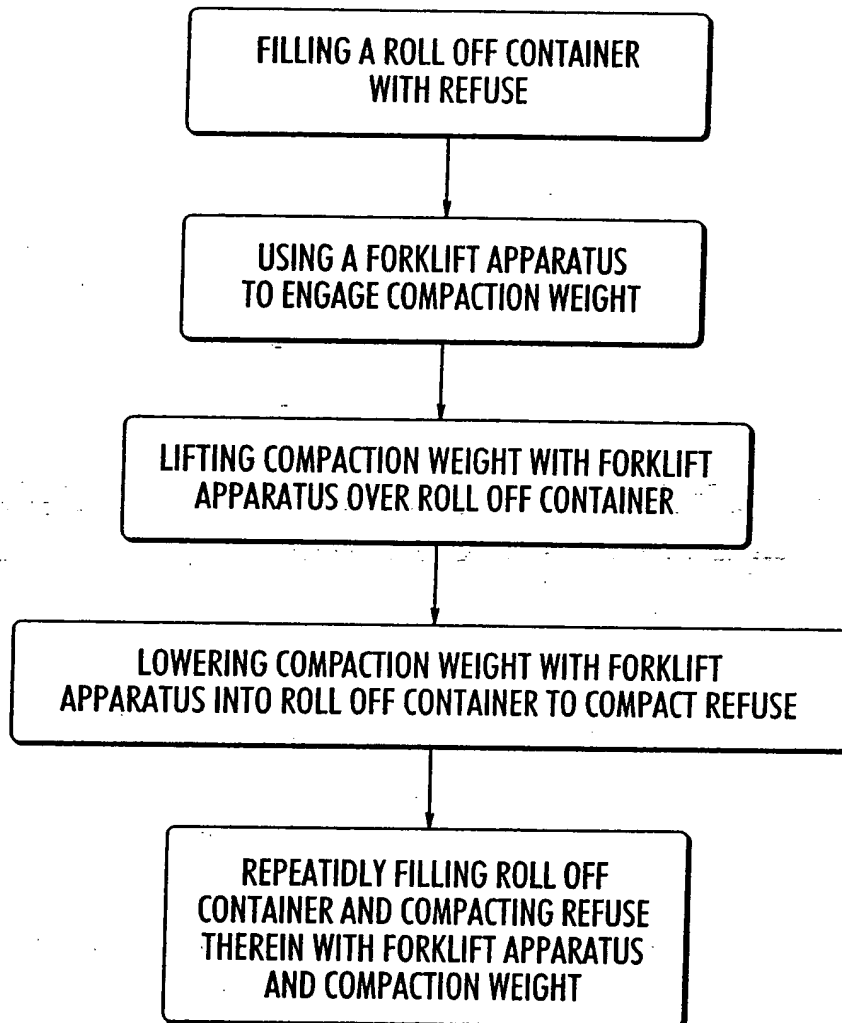 FILLING A ROLL OFF CONTAINER
WITH REFUSE
USING A FORKLIFT APPARATUS
TO ENGAGE COMPACTION WEIGHT
LIFTING COMPACTION WEIGHT WITH FORKLIFT
APPARATUS OVER ROLL OFF CONTAINER
LOWERING COMPACTION WEIGHT WITH FORKLIFT
APPARATUS INTO ROLL OFF CONTAINER TO COMPACT REFUSE
REPEATIDLY FILLING ROLL OFF
CONTAINER AND COMPACTING REFUSE
THEREIN WITH FORKLIFT APPARATUS
AND COMPACTION WEIGHT